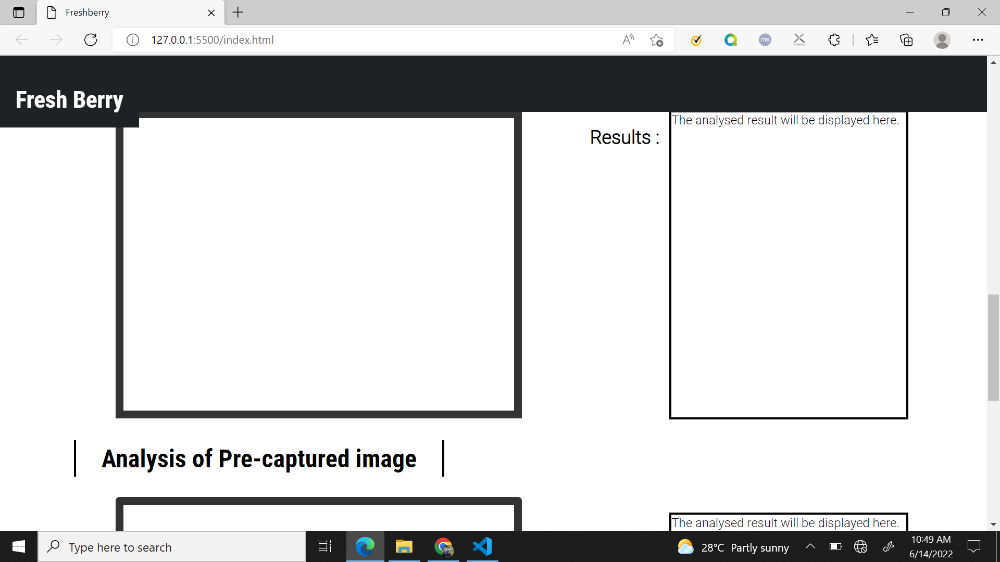 Freshberry
127.0.0.1:5500/index.html
me
Fresh Berry
The analysed result will be displayed here.
Results :
Analysis of Pre-captured image
The analysed result will be displayed here.
Type here to search
28°C Partly sunny
10:49 AM
6/14/2022